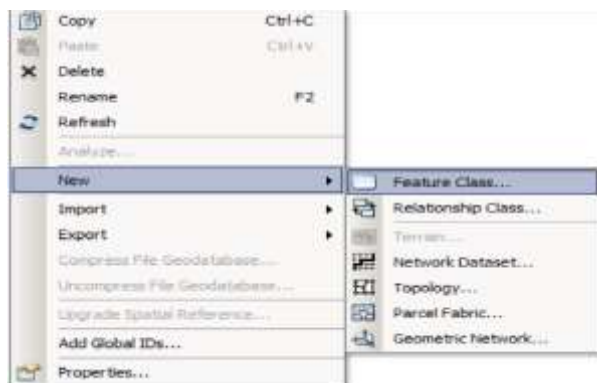 Copy Ctrl+C
Paste Ctrl+V
Delete
Rename F2
Refresh
Analyze...
New
Import
Export
Compress File Geodatabase...
Uncompress File Geodatabase...
Upgrade Spatial Reference...
Add Global IDs...
Properties...
Feature Class...
Relationship Class...
Terrain...
Network Dataset...
Topology...
Parcel Fabric...
Geometric Network...